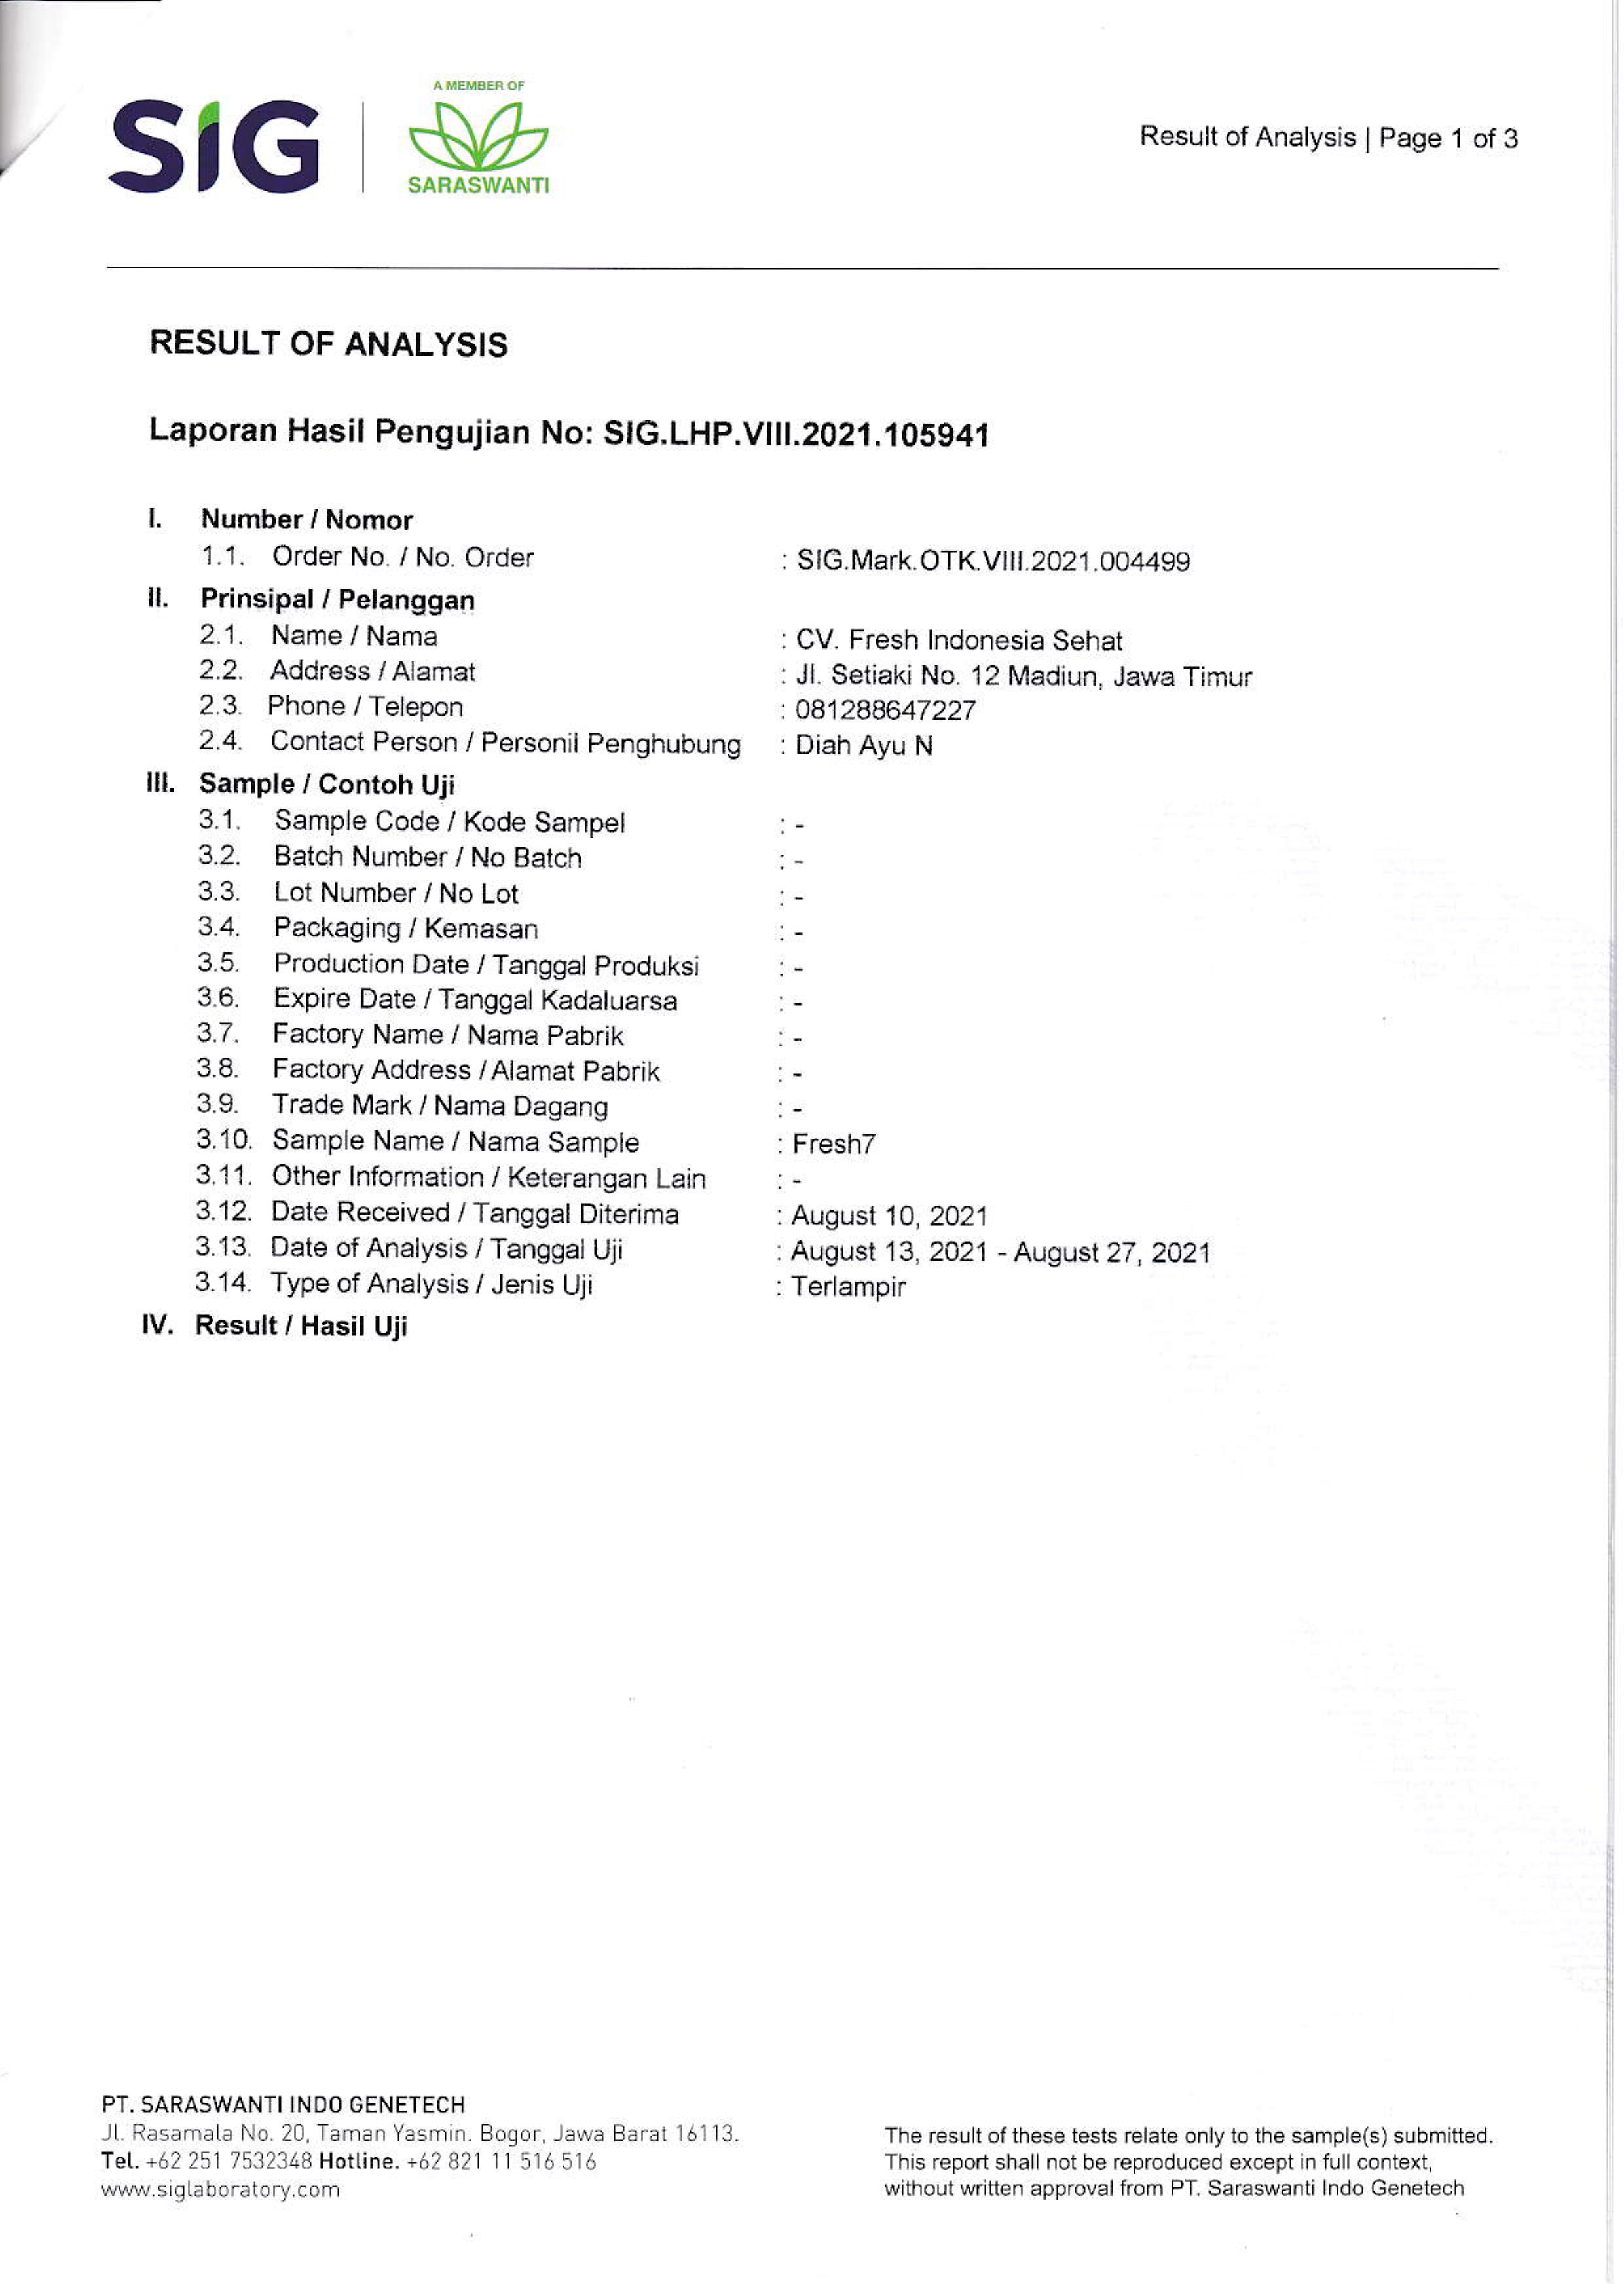 SIG
A MEMBER OF
SARASWANTI
Result of Analysis | Page 1 of 3
RESULT OF ANALYSIS
Laporan Hasil Pengujian No: SIG.LHP.VIII.2021.105941
I. Number / Nomor
1.1. Order No. / No. Order : SIG.Mark.OTK.VIII.2021.004499
II. Prinsipal / Pelanggan
2.1. Name / Nama : CV. Fresh Indonesia Sehat
2.2. Address / Alamat : Jl. Setiaki No. 12 Madiun, Jawa Timur
2.3. Phone / Telepon : 081288647227
2.4. Contact Person / Personil Penghubung : Diah Ayu N
III. Sample / Contoh Uji
3.1. Sample Code / Kode Sampel : -
3.2. Batch Number / No Batch : -
3.3. Lot Number / No Lot : -
3.4. Packaging / Kemasan : -
3.5. Production Date / Tanggal Produksi : -
3.6. Expire Date / Tanggal Kadaluarsa : -
3.7. Factory Name / Nama Pabrik : -
3.8. Factory Address / Alamat Pabrik : -
3.9. Trade Mark / Nama Dagang : -
3.10. Sample Name / Nama Sample : Fresh7
3.11. Other Information / Keterangan Lain : -
3.12. Date Received / Tanggal Diterima : August 10, 2021
3.13. Date of Analysis / Tanggal Uji : August 13, 2021 - August 27, 2021
3.14. Type of Analysis / Jenis Uji : Terlampir
IV. Result / Hasil Uji
PT. SARASWANTI INDO GENETECH
Jl. Rasamala No. 20, Taman Yasmin. Bogor, Jawa Barat 16113.
Tel. +62 251 7532348 Hotline. +62 821 11 516 516
www.siglaboratory.com
The result of these tests relate only to the sample(s) submitted.
This report shall not be reproduced except in full context,
without written approval from PT. Saraswanti Indo Genetech